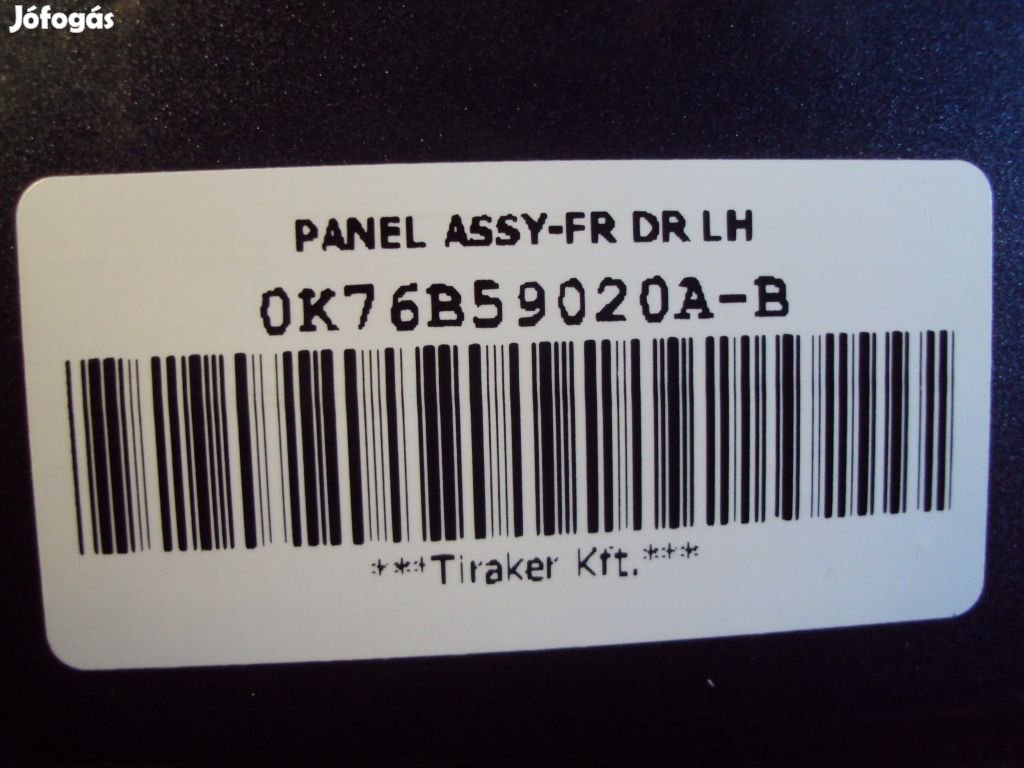 Jófogás
PANEL ASSY-FR DR LH
0K76B59020A-B
***Tiraker Kft.***